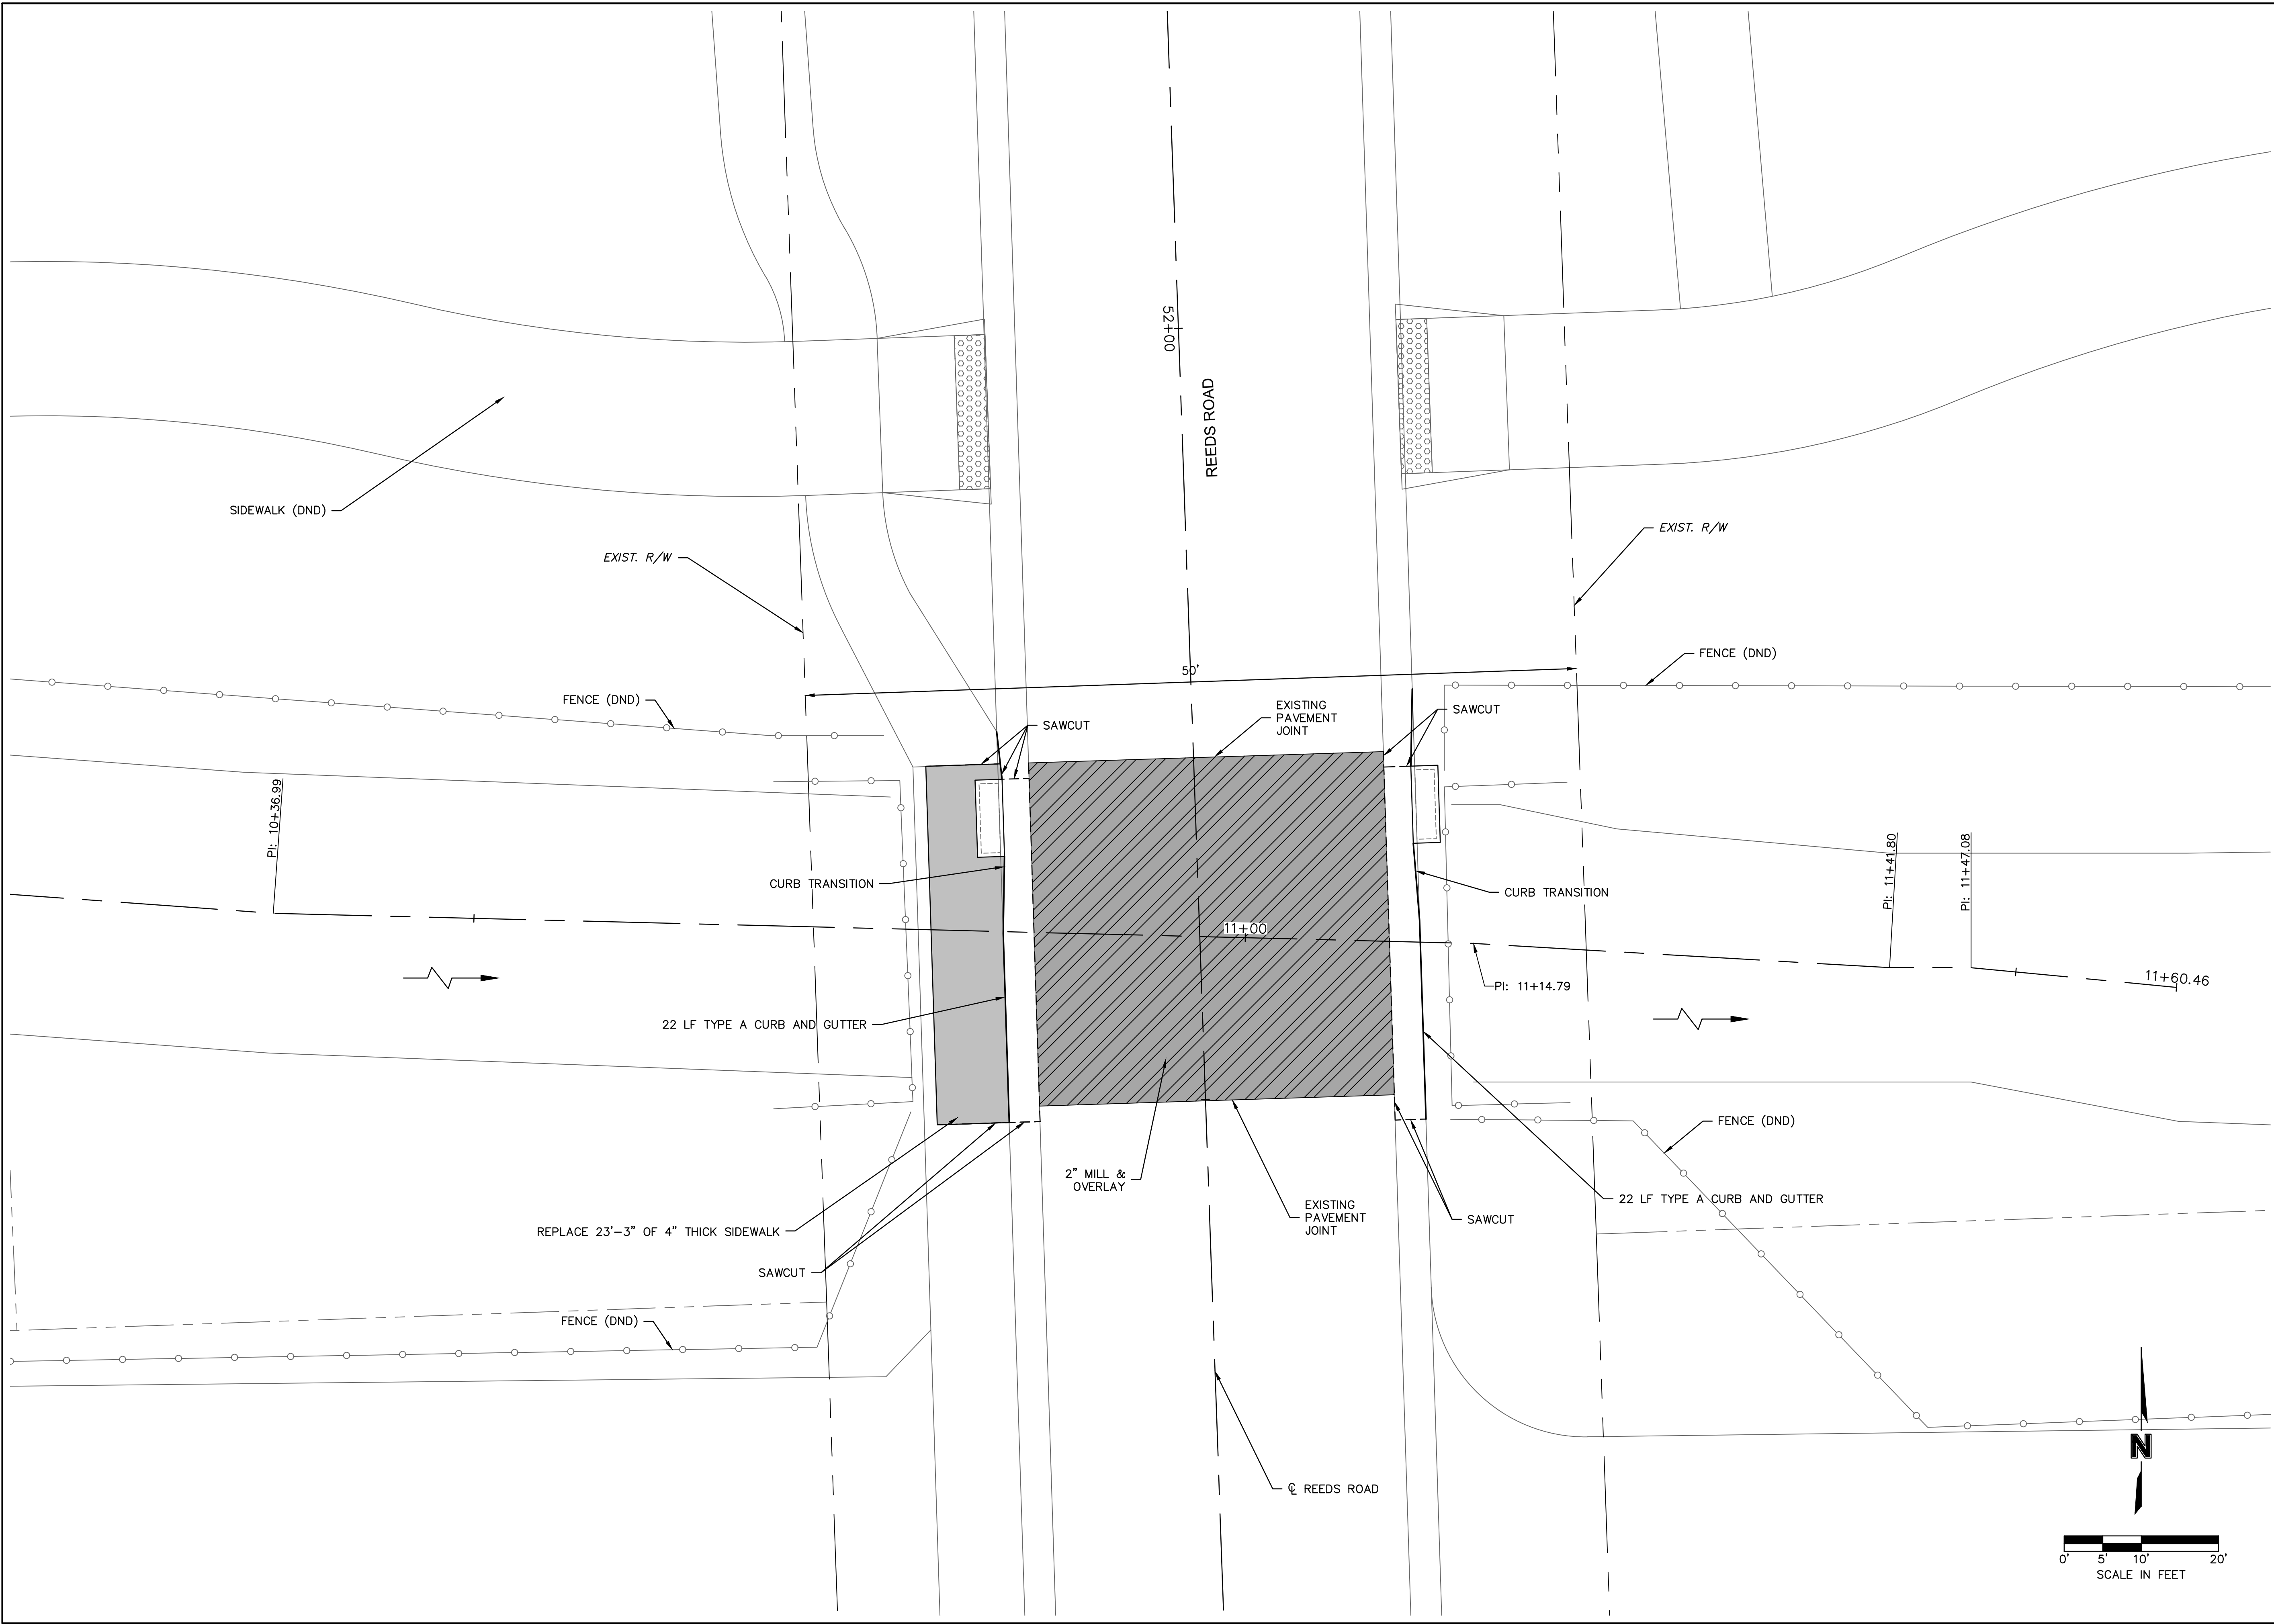 52+00
REEDS ROAD
SIDEWALK (DND)
EXIST. R/W
EXIST. R/W
FENCE (DND)
50'
FENCE (DND)
EXISTING
PAVEMENT
JOINT
SAWCUT
SAWCUT
PI: 10+36.99
CURB TRANSITION
CURB TRANSITION
PI: 11+41.80
PI: 11+47.08
11+00
11+60.46
PI: 11+14.79
22 LF TYPE A CURB AND GUTTER
FENCE (DND)
2" MILL &
OVERLAY
22 LF TYPE A CURB AND GUTTER
EXISTING
PAVEMENT
JOINT
SAWCUT
REPLACE 23'-3" OF 4" THICK SIDEWALK
SAWCUT
FENCE (DND)
N
℄ REEDS ROAD
0' 5' 10' 20'
SCALE IN FEET